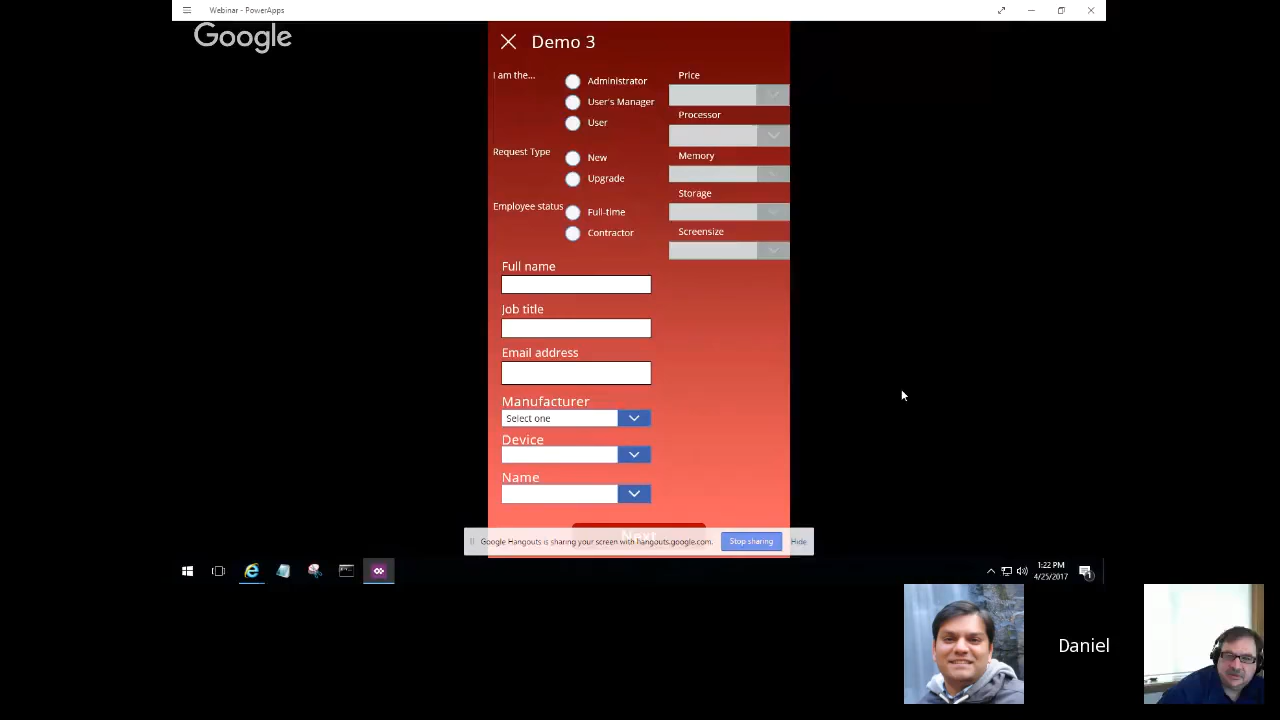 Webinar - PowerApps
Google
Demo 3
I am the...
Administrator
User's Manager
User
Request Type
New
Upgrade
Employee status
Full-time
Contractor
Price
Processor
Memory
Storage
Screensize
Full name
Job title
Email address
Manufacturer
Select one
Device
Name
Next
Google Hangouts is sharing your screen with hangouts.google.com.
Stop sharing
Hide
1:22 PM
4/25/2017
1
Daniel